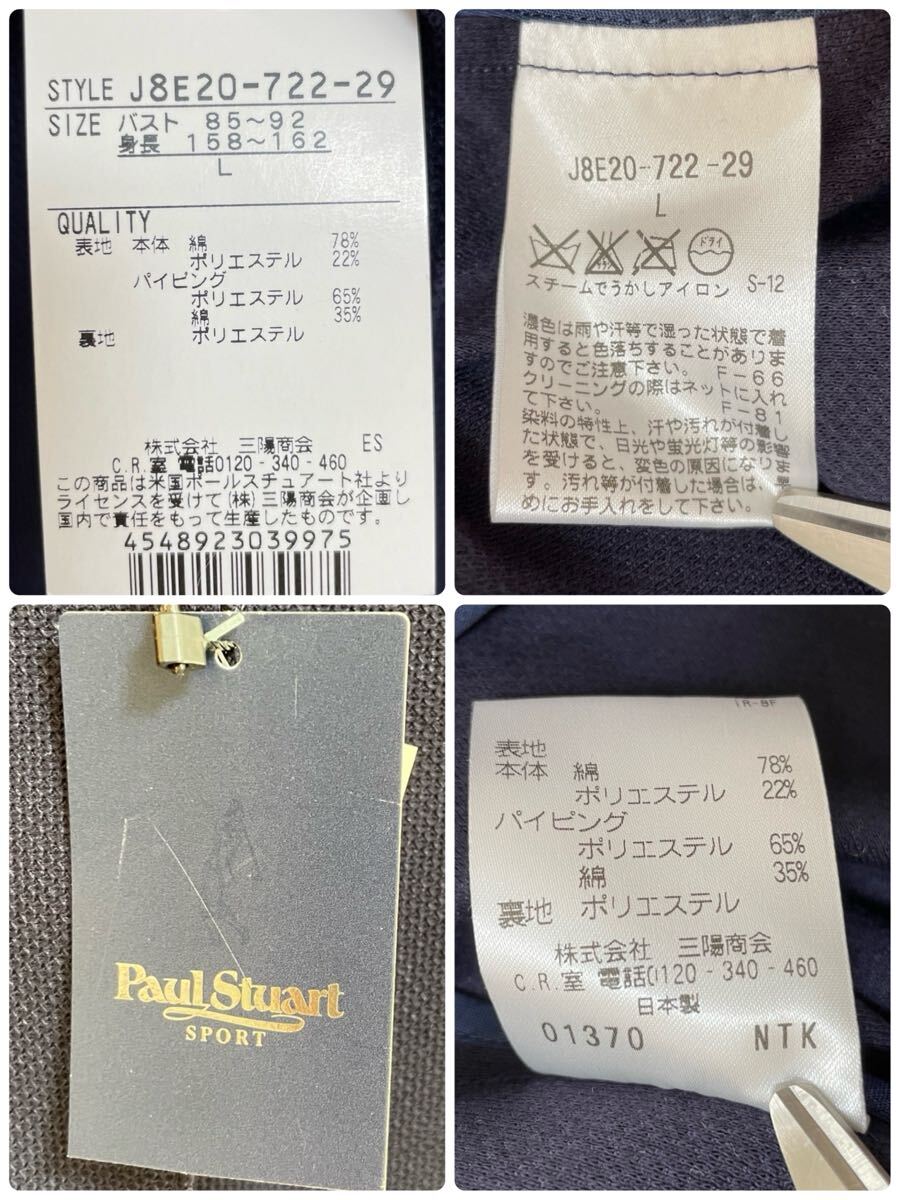 STYLE J8E20-722-29
SIZE バスト 85~92
身長 158~162
L
QUALITY
表地 本体 綿 78%
ポリエステル 22%
パイピング
ポリエステル 65%
綿 35%
裏地 ポリエステル
株式会社 三陽商会 ES
C.R.室 電話0120-340-460
この商品は米国ポールスチュアート社より
ライセンスを受けて(株)三陽商会が企画し
国内で責任をもって生産したものです。
4548923039975
J8E20-722-29
L
ドライ
スチームでうかしアイロン S-12
濃色は雨や汗等で湿った状態で着
用すると色落ちすることがありま
すのでご注意下さい。 F-66
クリーニングの際はネットに入れ
て下さい。 F-81
染料の特性上、汗や汚れが付着し
た状態で、日光や蛍光灯等の影響
を受けると、変色の原因になりま
す。汚れ等が付着した場合は、
めにお手入れをして下さい。
Paul Stuart
SPORT
表地
本体 綿 78%
ポリエステル 22%
パイピング
ポリエステル 65%
綿 35%
裏地 ポリエステル
株式会社 三陽商会
C.R.室 電話0120-340-460
日本製
01370 NTK